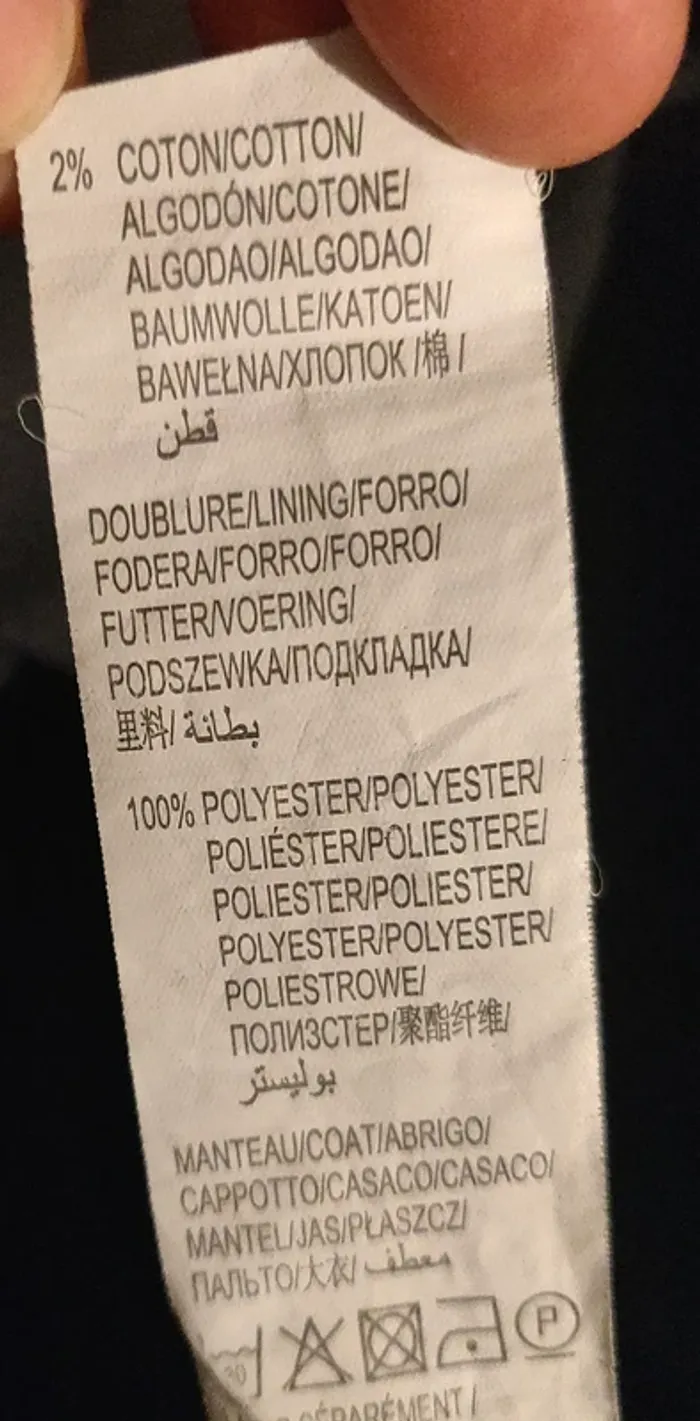 2% COTON/COTTON/
ALGODÓN/COTONE/
ALGODAO/ALGODAO/
BAUMWOLLE/KATOEN/
BAWEŁNA/ХЛОПОК /棉 /
قطن
DOUBLURE/LINING/FORRO/
FODERA/FORRO/FORRO/
FUTTER/VOERING/
PODSZEWKA/ПОДКЛАДКА/
里料/ بطانة
100% POLYESTER/POLYESTER/
POLIÉSTER/POLIESTERE/
POLIESTER/POLIESTER/
POLYESTER/POLYESTER/
POLIESTROWE/
ПОЛИЗСТЕР/聚酯纤维/
بوليستر
MANTEAU/COAT/ABRIGO/
CAPPOTTO/CASACO/CASACO/
MANTEL/JAS/PŁASZCZ/
ПАЛЬТО/大衣/ معطف
30 P
SÉPARÉMENT /